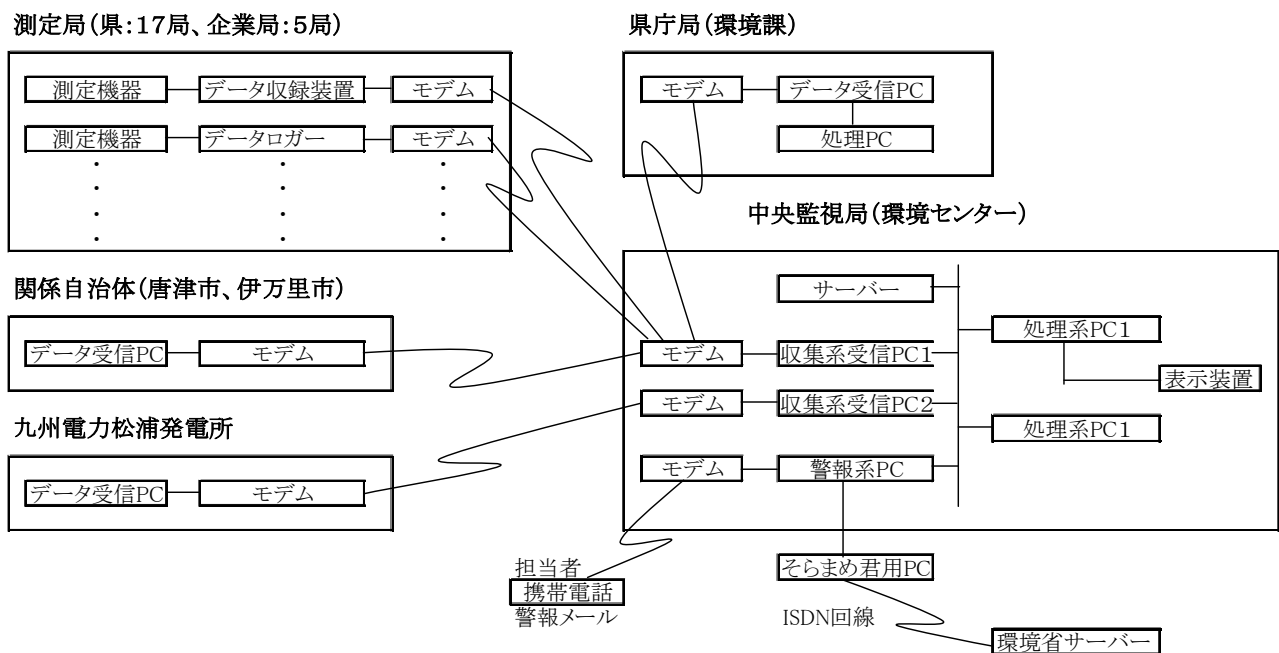 測定局(県:17局、企業局:5局)
測定機器 データ収録装置 モデム
測定機器 データロガー モデム
・ ・ ・
・ ・ ・
・ ・ ・
・ ・ ・
県庁局(環境課)
モデム データ受信PC
処理PC
関係自治体(唐津市、伊万里市)
データ受信PC モデム
九州電力松浦発電所
データ受信PC モデム
中央監視局(環境センター)
サーバー
モデム 収集系受信PC1
モデム 収集系受信PC2
モデム 警報系PC
処理系PC1
表示装置
処理系PC1
担当者
携帯電話
警報メール
そらまめ君用PC
ISDN回線
環境省サーバー